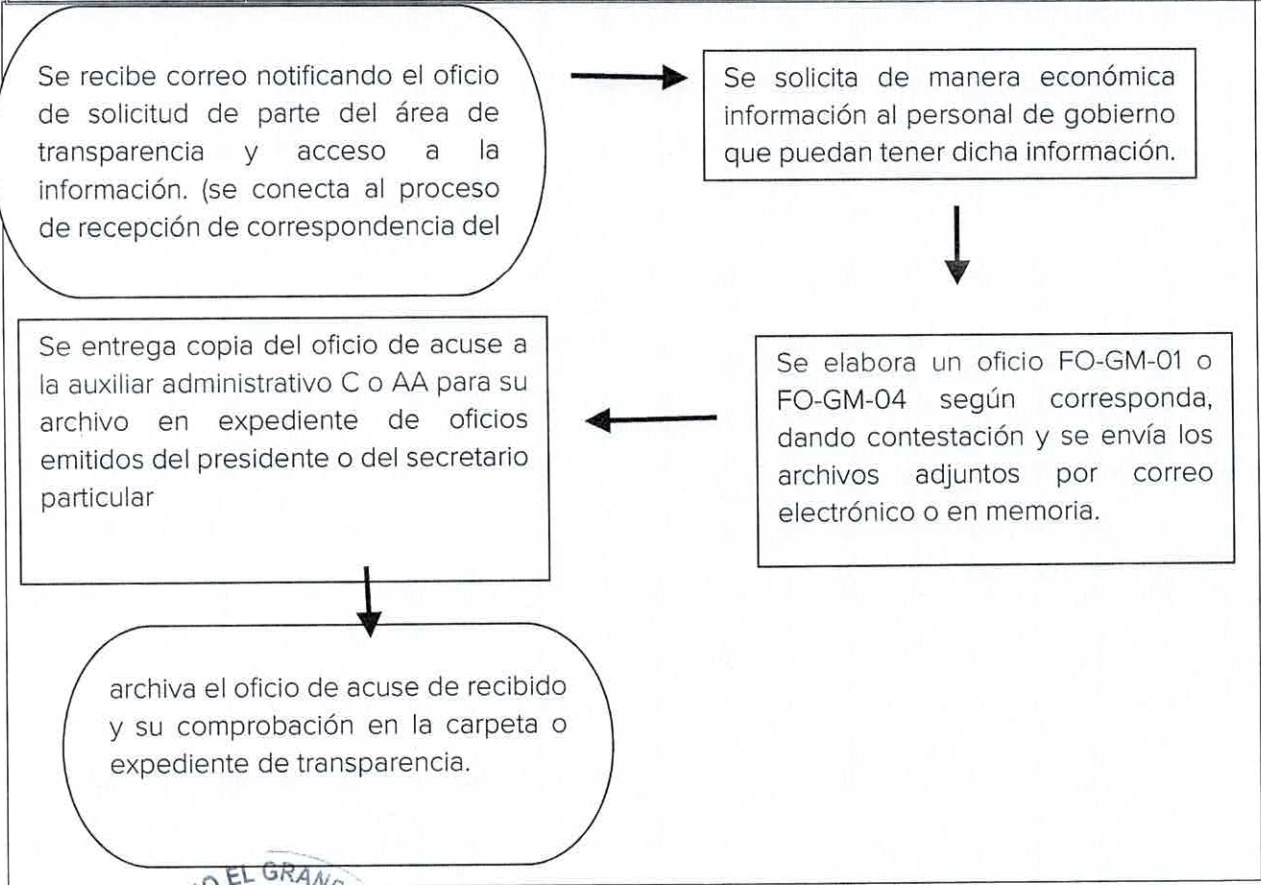 Se recibe correo notificando el oficio
de solicitud de parte del área de
transparencia y acceso a la
información. (se conecta al proceso
de recepción de correspondencia del
Se solicita de manera económica
información al personal de gobierno
que puedan tener dicha información.
Se elabora un oficio FO-GM-01 o
FO-GM-04 según corresponda,
dando contestación y se envía los
archivos adjuntos por correo
electrónico o en memoria.
Se entrega copia del oficio de acuse a
la auxiliar administrativo C o AA para su
archivo en expediente de oficios
emitidos del presidente o del secretario
particular
archiva el oficio de acuse de recibido
y su comprobación en la carpeta o
expediente de transparencia.
EL